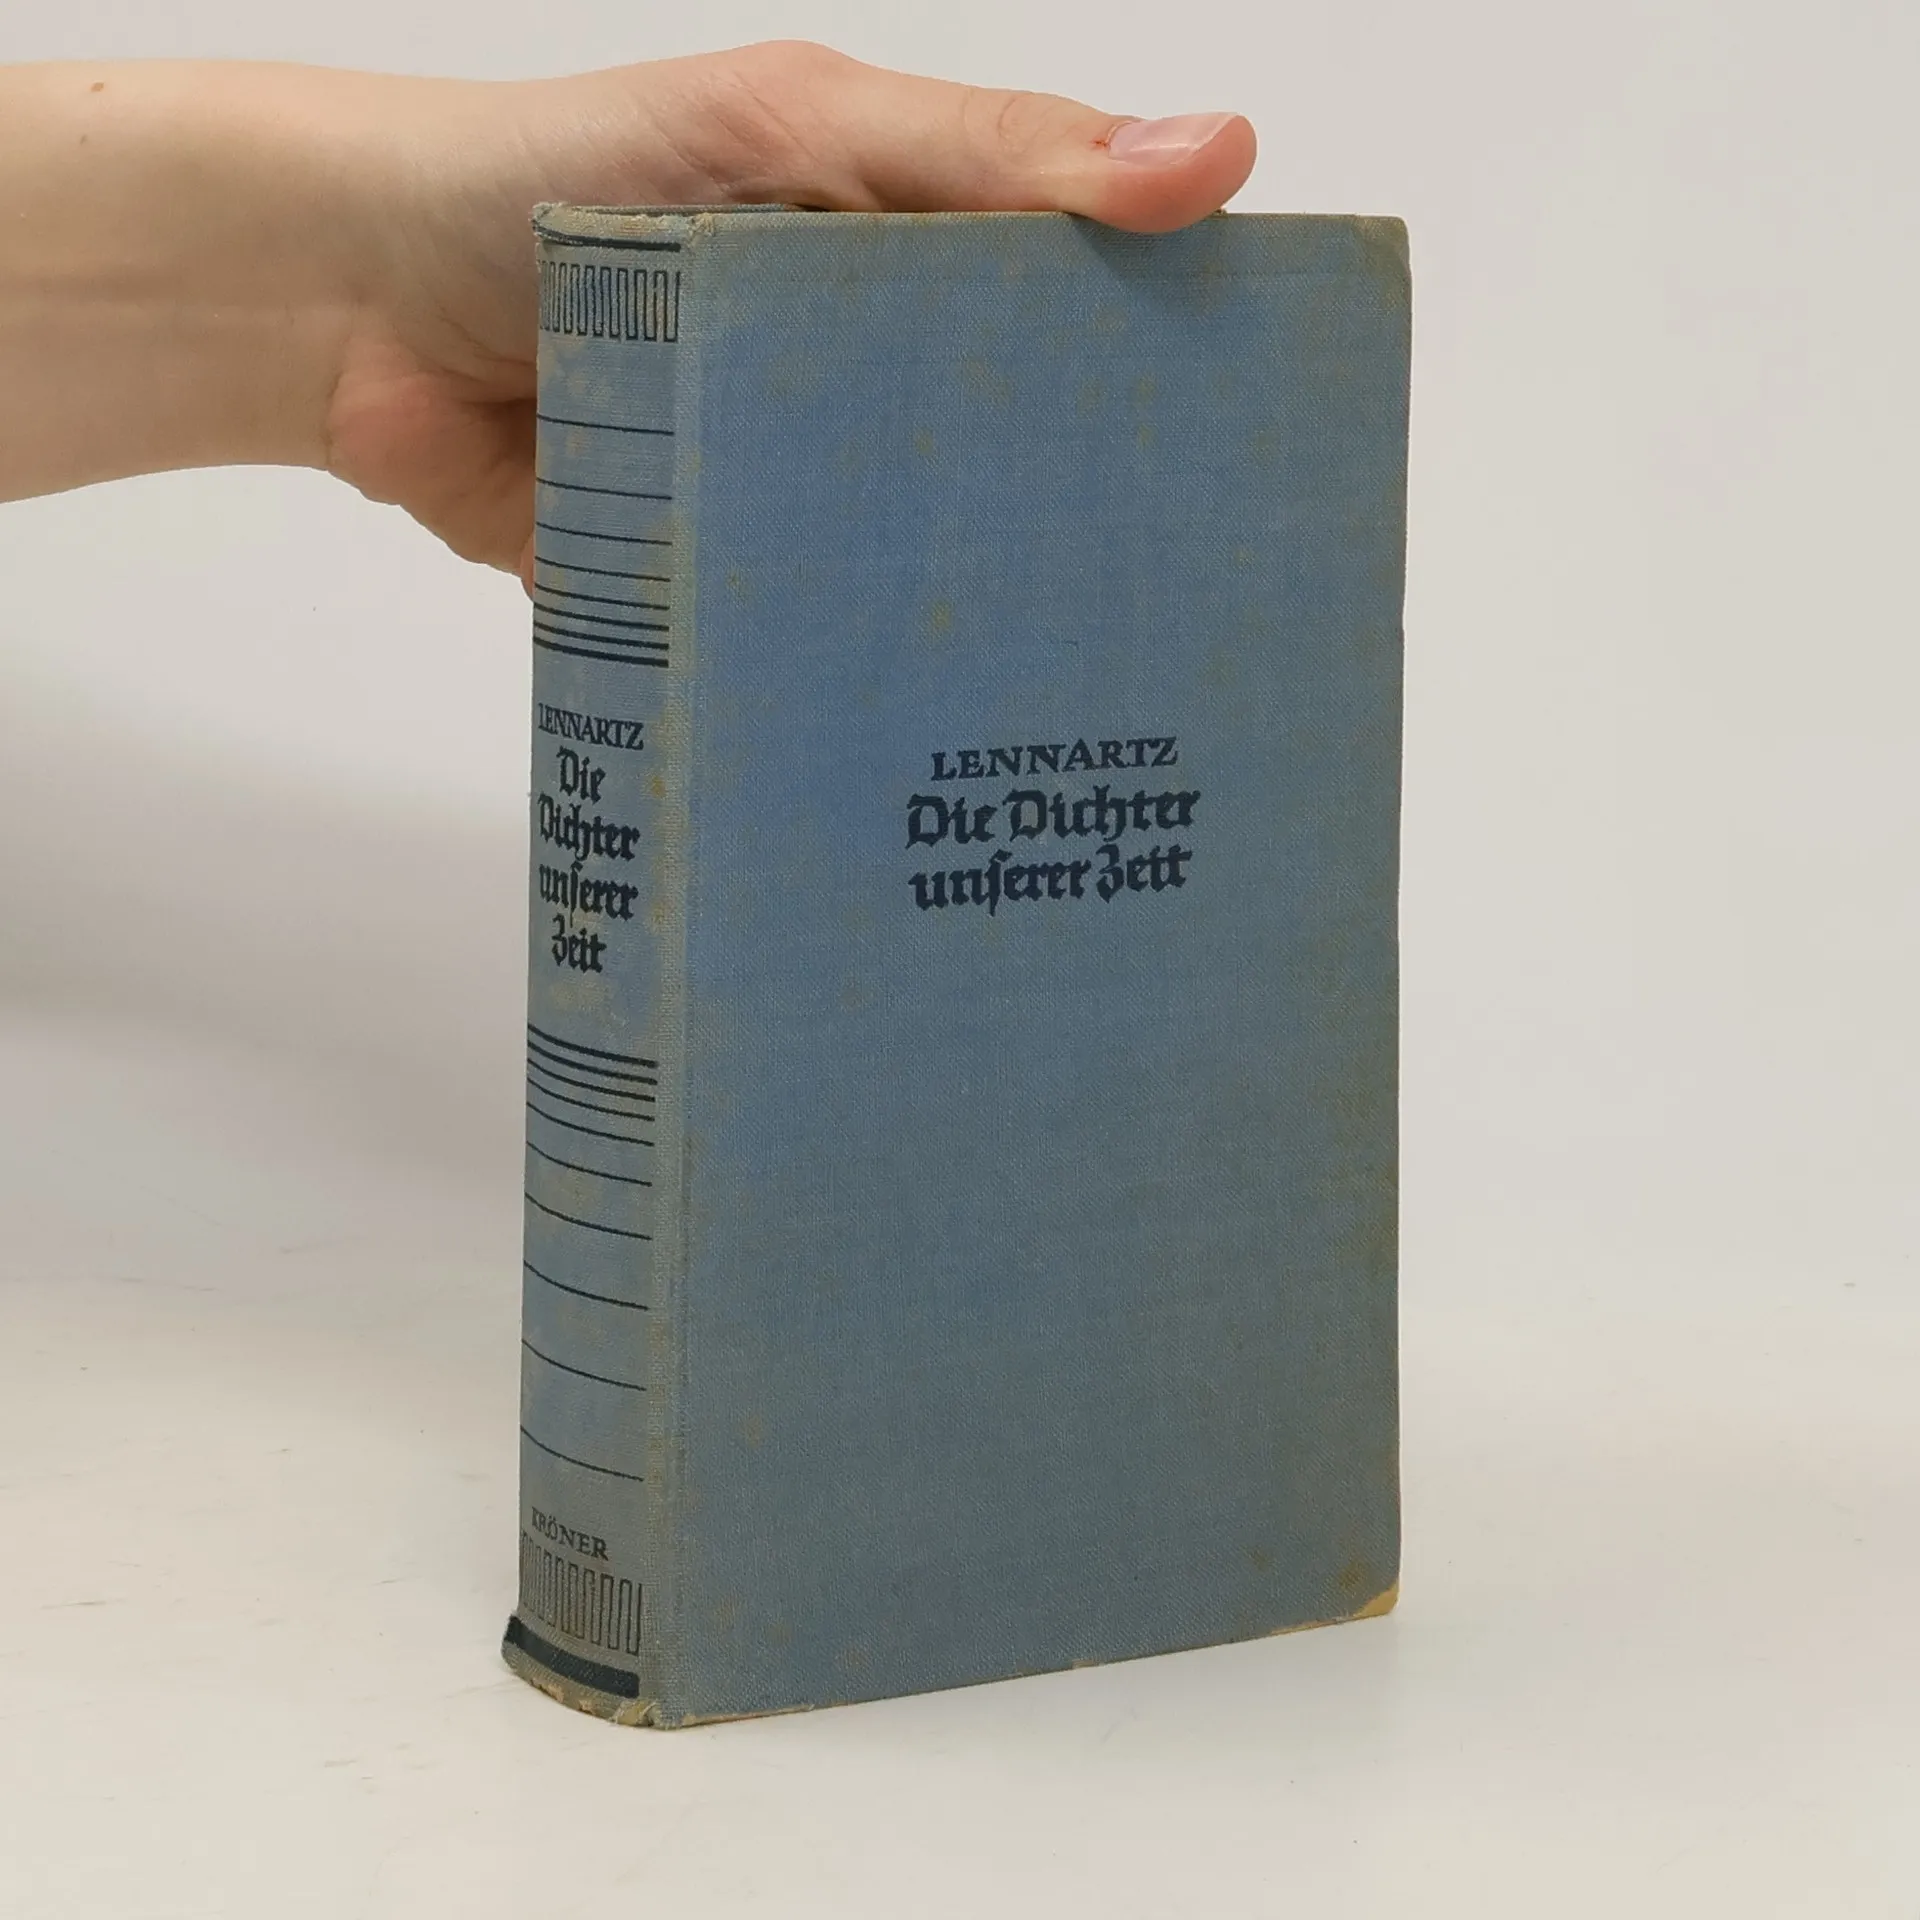 LENNARTZ
Die
Dichter
unſerer
Zeit
KRÖNER
LENNARTZ
Die Dichter
unſerer Zeit